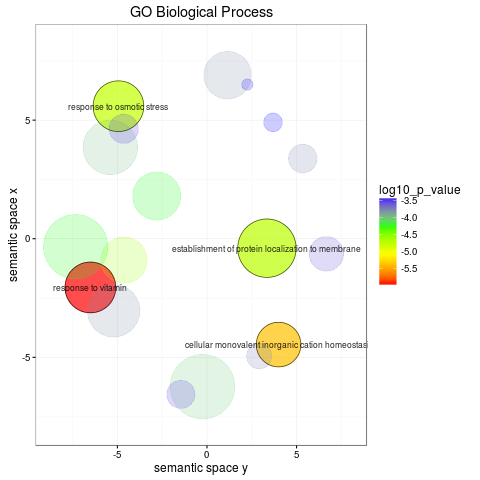 GO Biological Process
response to osmotic stress
establishment of protein localization to membrane
response to vitamin
cellular monovalent inorganic cation homeostasi
5
0
-5
-5
0
5
semantic space x
semantic space y
log10_p_value
-3.5
-4.0
-4.5
-5.0
-5.5